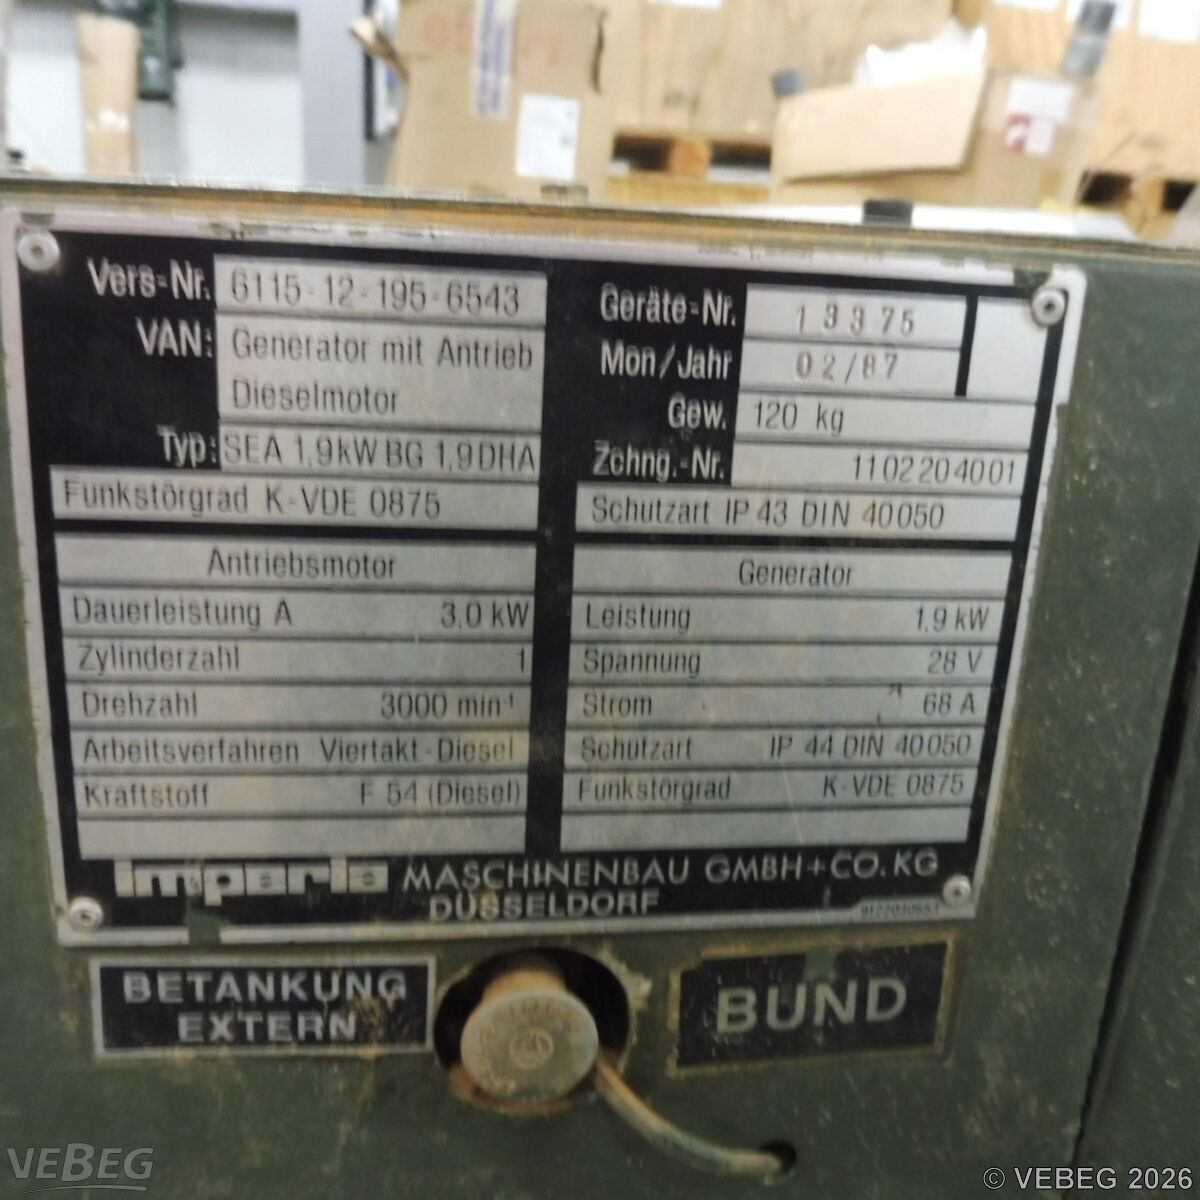 Vers-Nr. 6115-12-195-6543
VAN: Generator mit Antrieb
Dieselmotor
Typ: SEA 1,9kW BG 1,9DHA
Funkstörgrad K-VDE 0875
Geräte-Nr. 13375
Mon/Jahr 02/87
Gew. 120 kg
Zchng.-Nr. 1102204001
Schutzart IP 43 DIN 40050
Antriebsmotor
Dauerleistung A 3,0 kW
Zylinderzahl 1
Drehzahl 3000 min-¹
Arbeitsverfahren Viertakt-Diesel
Kraftstoff F 54 (Diesel)
Generator
Leistung 1,9 kW
Spannung 28 V
Strom 68 A
Schutzart IP 44 DIN 40050
Funkstörgrad K-VDE 0875
imperia MASCHINENBAU GMBH+CO.KG
DÜSSELDORF
BETANKUNG
EXTERN
BUND
VEBEG
© VEBEG 2026